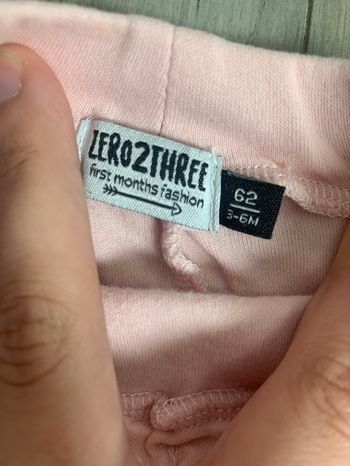 ZERO2THREE
first months fashion
62
3-6M